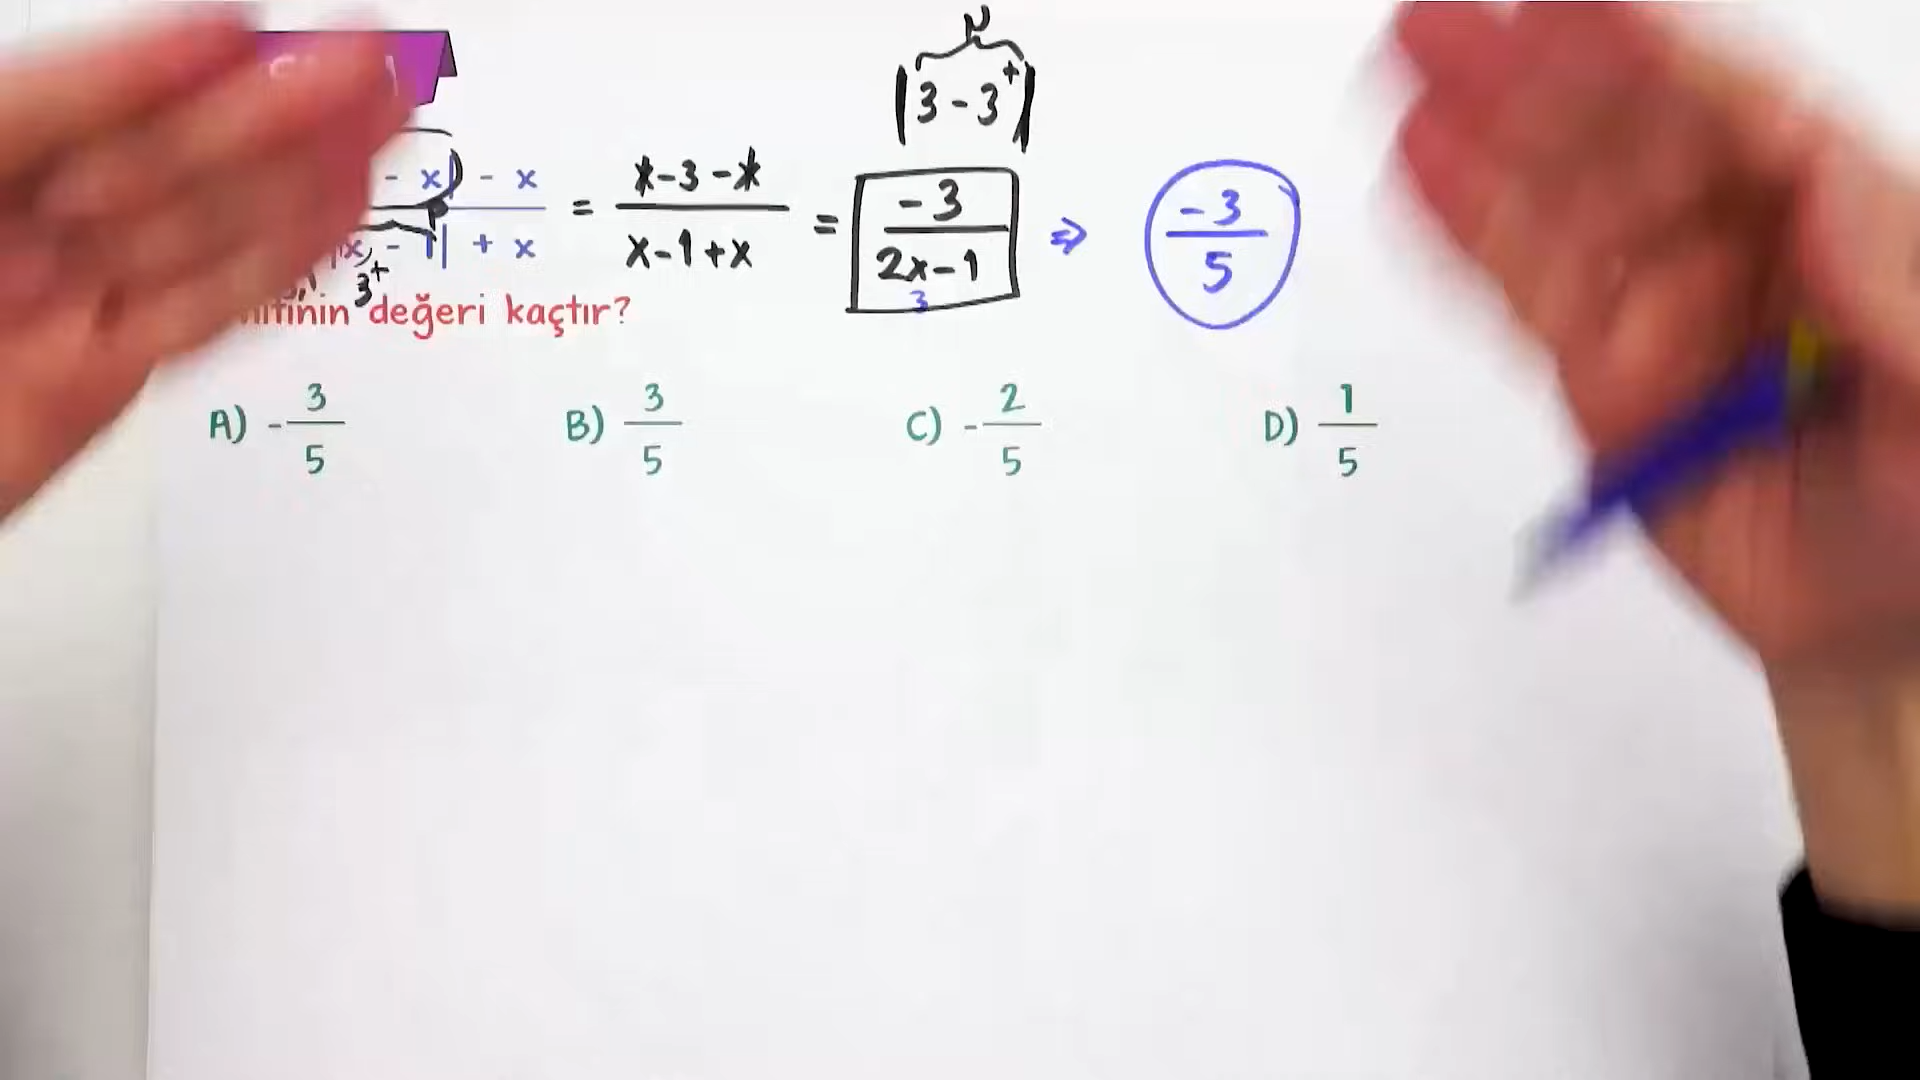 N
|3 - 3⁺|
- x| - x = x-3-x / x-1+x = -3 / 2x-1 ⇒ -3 / 5
|x - 1| + x
3⁺
3
değeri kaçtır?
A) - 3/5 B) 3/5 C) - 2/5 D) 1/5